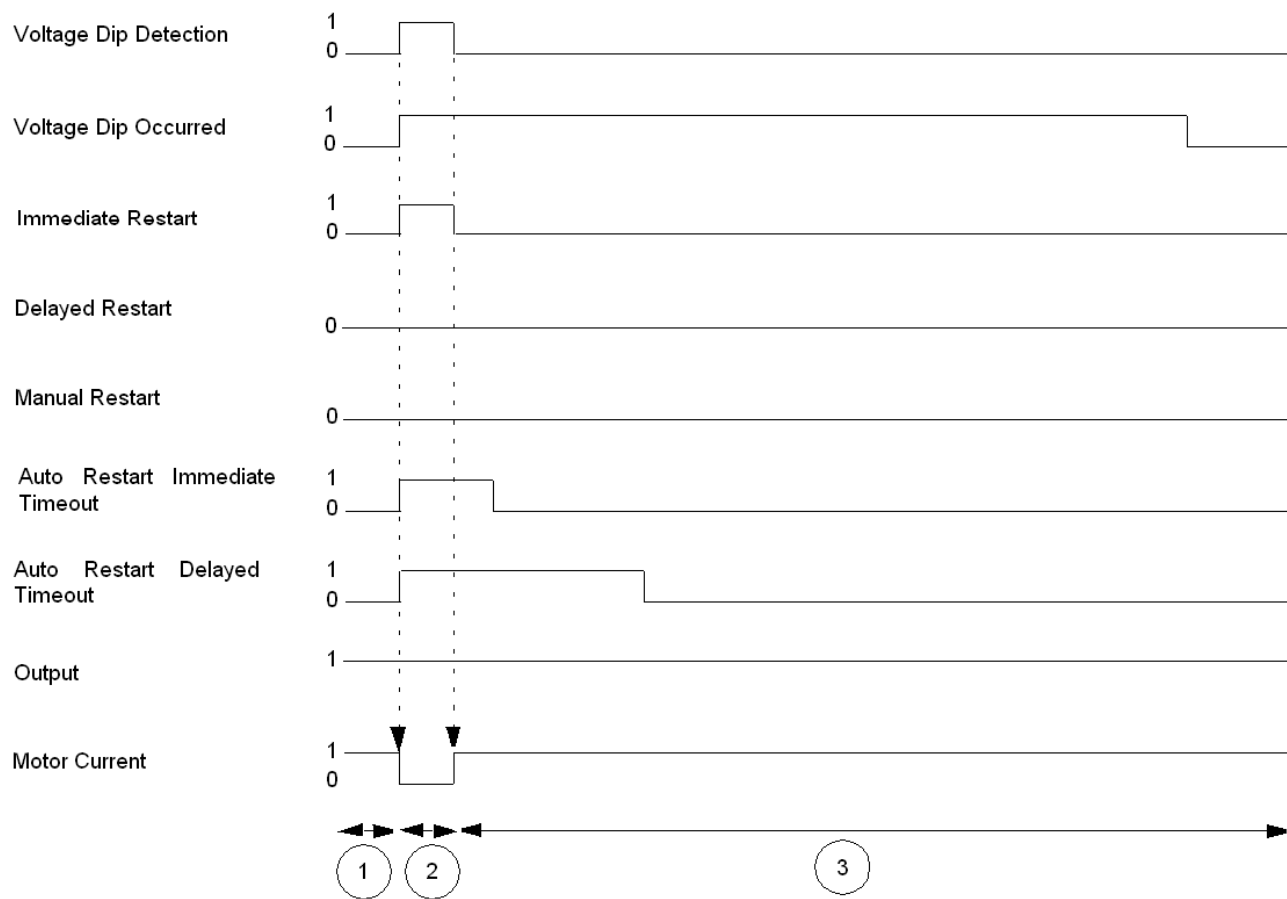 Voltage Dip Detection
1
0
Voltage Dip Occurred
1
0
Immediate Restart
1
0
Delayed Restart
0
Manual Restart
0
Auto Restart Immediate
Timeout
1
0
Auto Restart Delayed
Timeout
1
0
Output
1
Motor Current
1
0
1
2
3